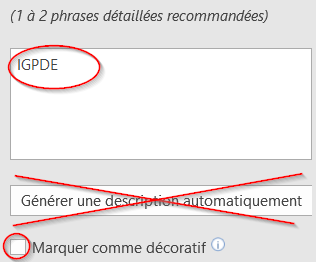 (1 à 2 phrases détaillées recommandées)
IGPDE
Générer une description automatiquement
Marquer comme décoratif